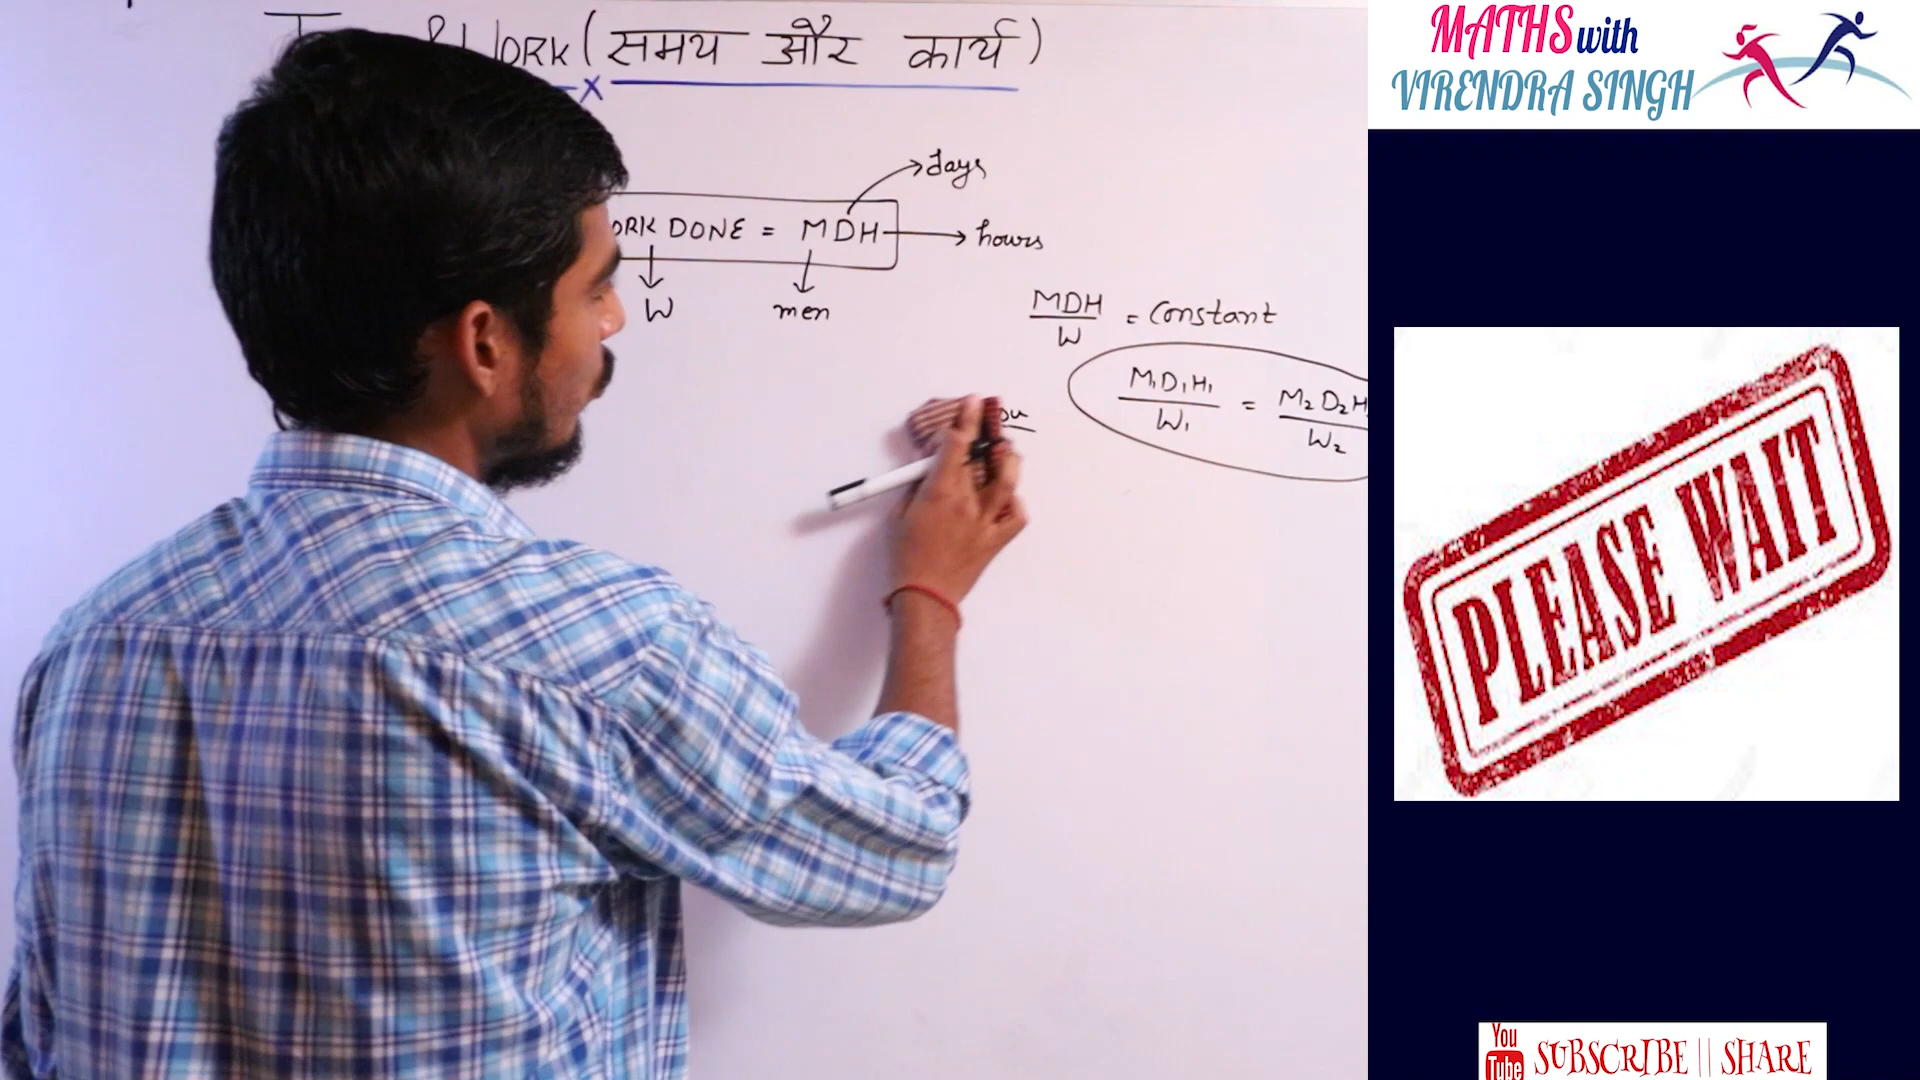 & WORK (समय और कार्य)
x
days
WORK DONE = MDH
hours
W
men
MDH
W
= Constant
M₁D₁H₁
W₁
=
M₂D₂H
W₂
MATHS with
VIRENDRA SINGH
PLEASE WAIT
You
Tube
SUBSCRIBE || SHARE